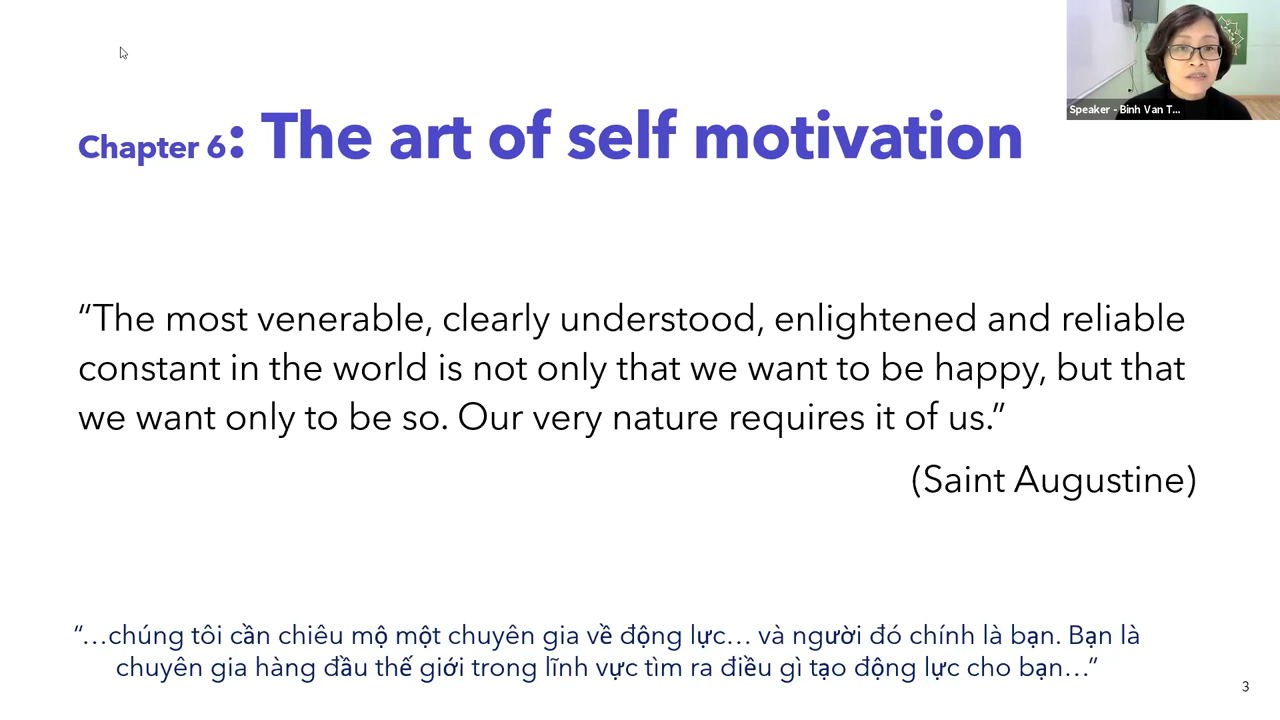 Speaker - Binh Van T...
Chapter 6: The art of self motivation
“The most venerable, clearly understood, enlightened and reliable
constant in the world is not only that we want to be happy, but that
we want only to be so. Our very nature requires it of us.”
(Saint Augustine)
“…chúng tôi cần chiêu mộ một chuyên gia về động lực… và người đó chính là bạn. Bạn là
chuyên gia hàng đầu thế giới trong lĩnh vực tìm ra điều gì tạo động lực cho bạn…”
3